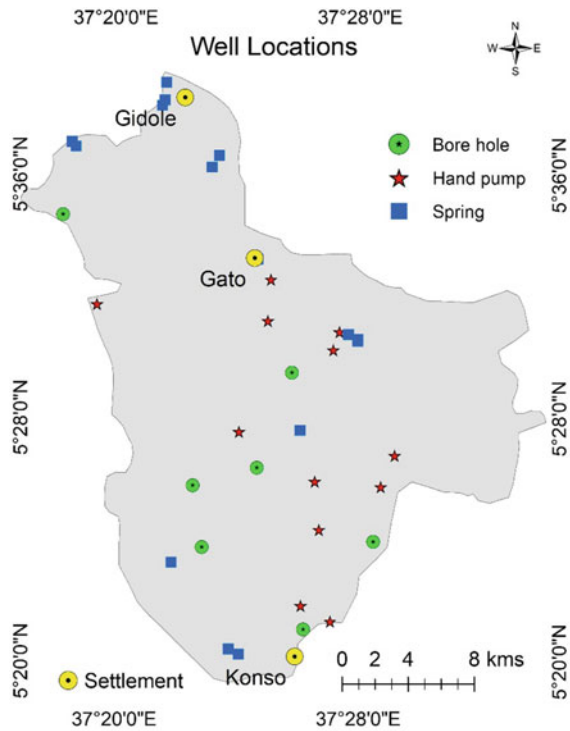 37°20'0"E 37°28'0"E
Well Locations
N
W E
S
Gidole
Bore hole
5°36'0"N 5°36'0"N
Hand pump
Spring
Gato
5°28'0"N 5°28'0"N
5°20'0"N 5°20'0"N
0 2 4 8 kms
Settlement
Konso
37°20'0"E 37°28'0"E